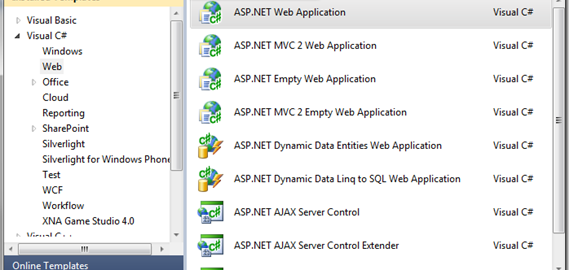 Installed Templates
Visual Basic
Visual C#
Windows
Web
Office
Cloud
Reporting
SharePoint
Silverlight
Silverlight for Windows Phone
Test
WCF
Workflow
XNA Game Studio 4.0
Visual C++
Online Templates
ASP.NET Web Application Visual C#
ASP.NET MVC 2 Web Application Visual C#
ASP.NET Empty Web Application Visual C#
ASP.NET MVC 2 Empty Web Application Visual C#
ASP.NET Dynamic Data Entities Web Application Visual C#
ASP.NET Dynamic Data Linq to SQL Web Application Visual C#
ASP.NET AJAX Server Control Visual C#
ASP.NET AJAX Server Control Extender Visual C#